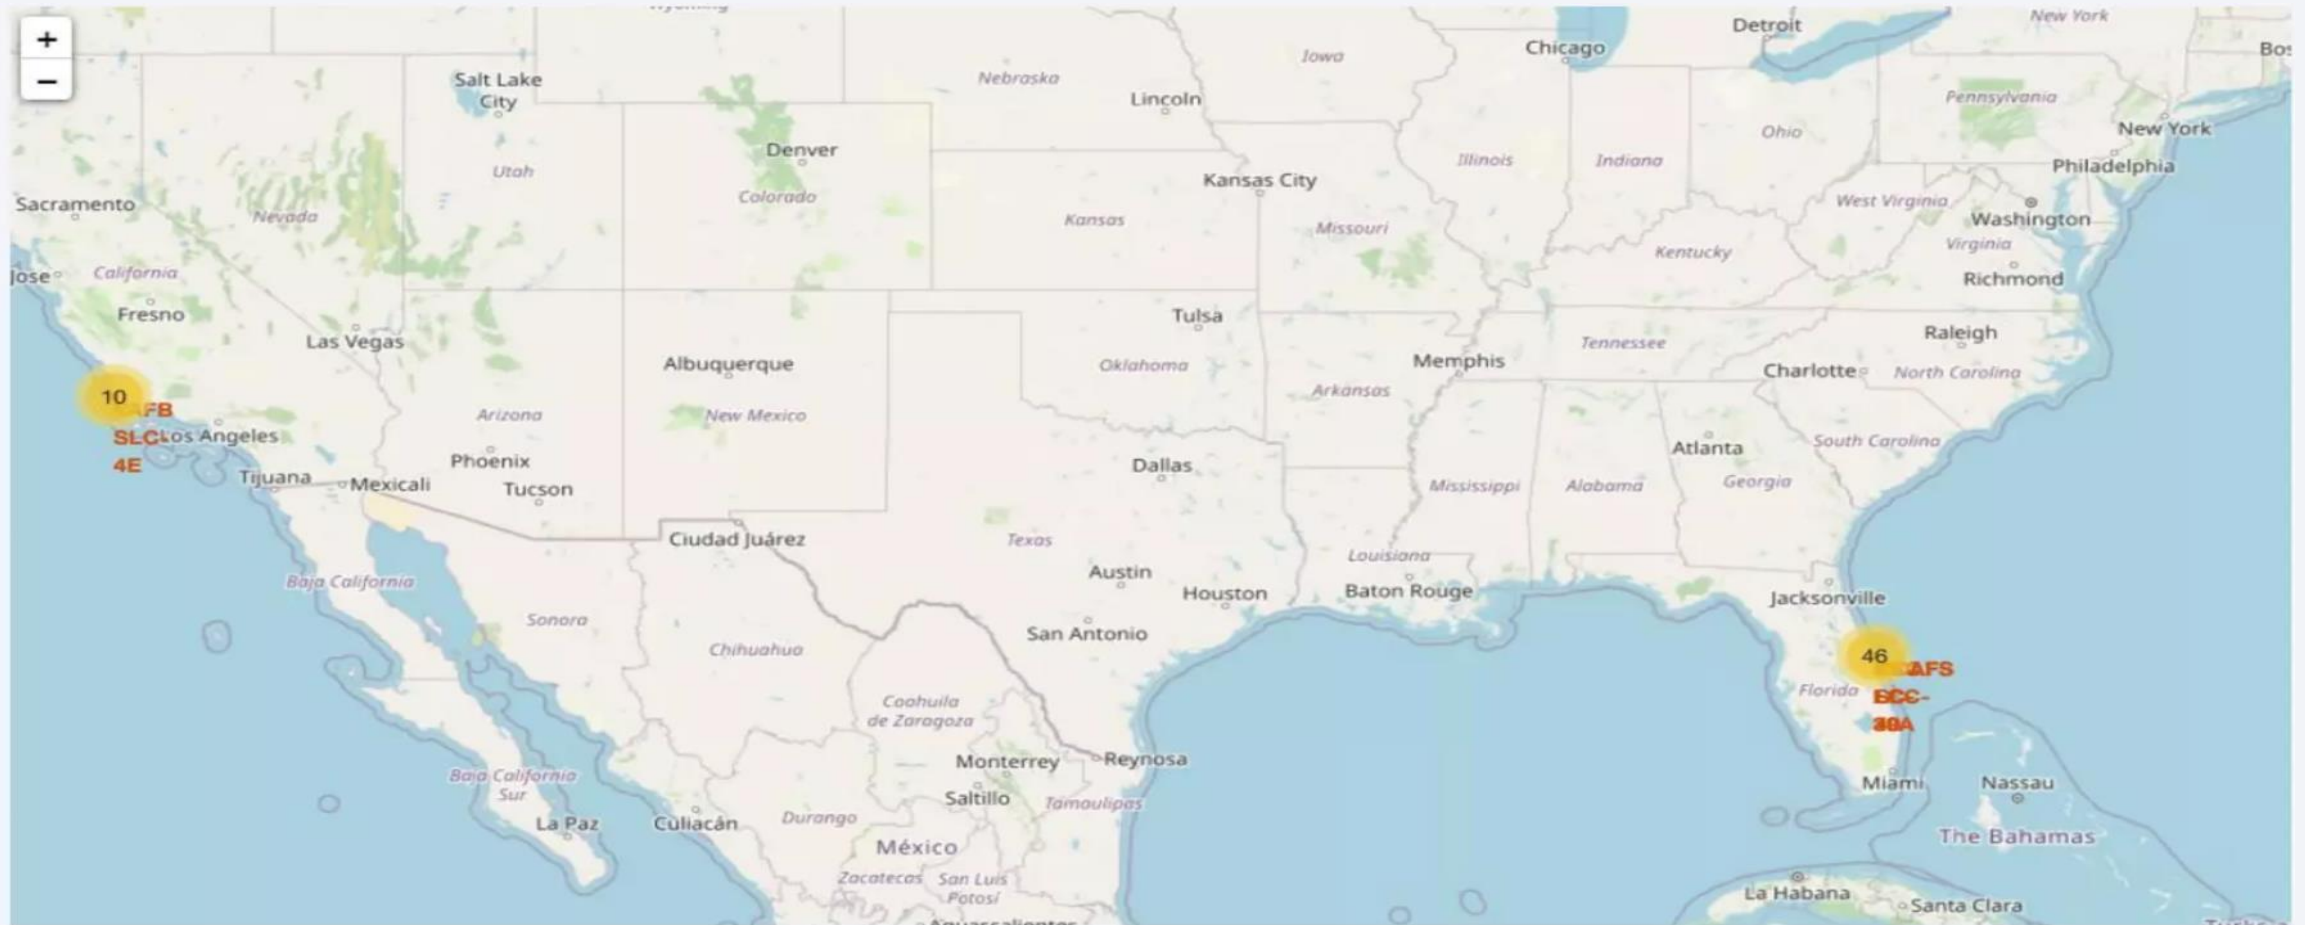 +
−
New York
Detroit
Chicago
Iowa
Salt Lake
City
Nebraska
Lincoln
Pennsylvania
New York
Ohio
Denver
Utah
Illinois
Indiana
Philadelphia
Kansas City
Colorado
West Virginia
Sacramento
Nevada
Kansas
Missouri
Washington
Virginia
Kentucky
California
Jose
Richmond
Fresno
Las Vegas
Tulsa
Raleigh
Tennessee
Albuquerque
Oklahoma
Memphis
Charlotte
North Carolina
Arkansas
10
AFB
SLC-
4E
Los Angeles
Arizona
New Mexico
South Carolina
Atlanta
Phoenix
Dallas
Tijuana
Mexicali
Tucson
Mississippi
Alabama
Georgia
Ciudad Juárez
Texas
Louisiana
Austin
Houston
Baton Rouge
Baja California
Jacksonville
Sonora
San Antonio
Chihuahua
46
AFS
Florida
Coahuila
de Zaragoza
Monterrey
Reynosa
Baja California
Sur
Saltillo
Tamaulipas
Miami
Nassau
La Paz
Culiacán
Durango
The Bahamas
México
Zacatecas
San Luis
Potosí
La Habana
Santa Clara